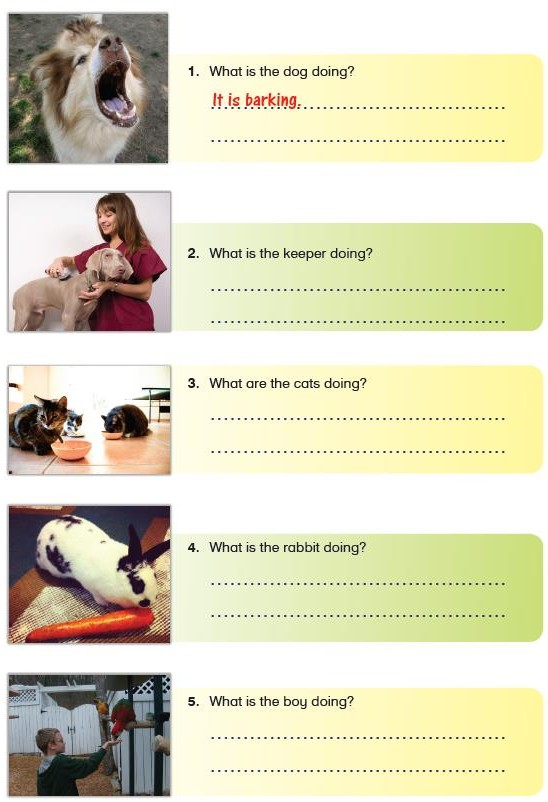 1. What is the dog doing?
It is barking.
2. What is the keeper doing?
3. What are the cats doing?
4. What is the rabbit doing?
5. What is the boy doing?